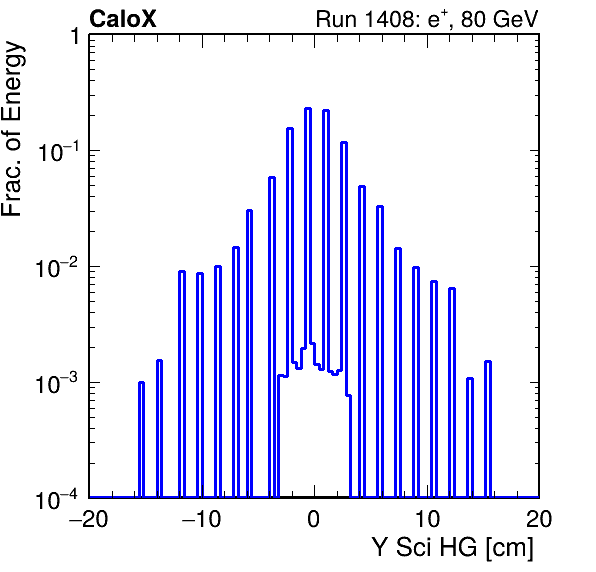 CaloX Run 1408: e⁺, 80 GeV
Frac. of Energy
1
10⁻¹
10⁻²
10⁻³
10⁻⁴
−20 −10 0 10 20
Y Sci HG [cm]